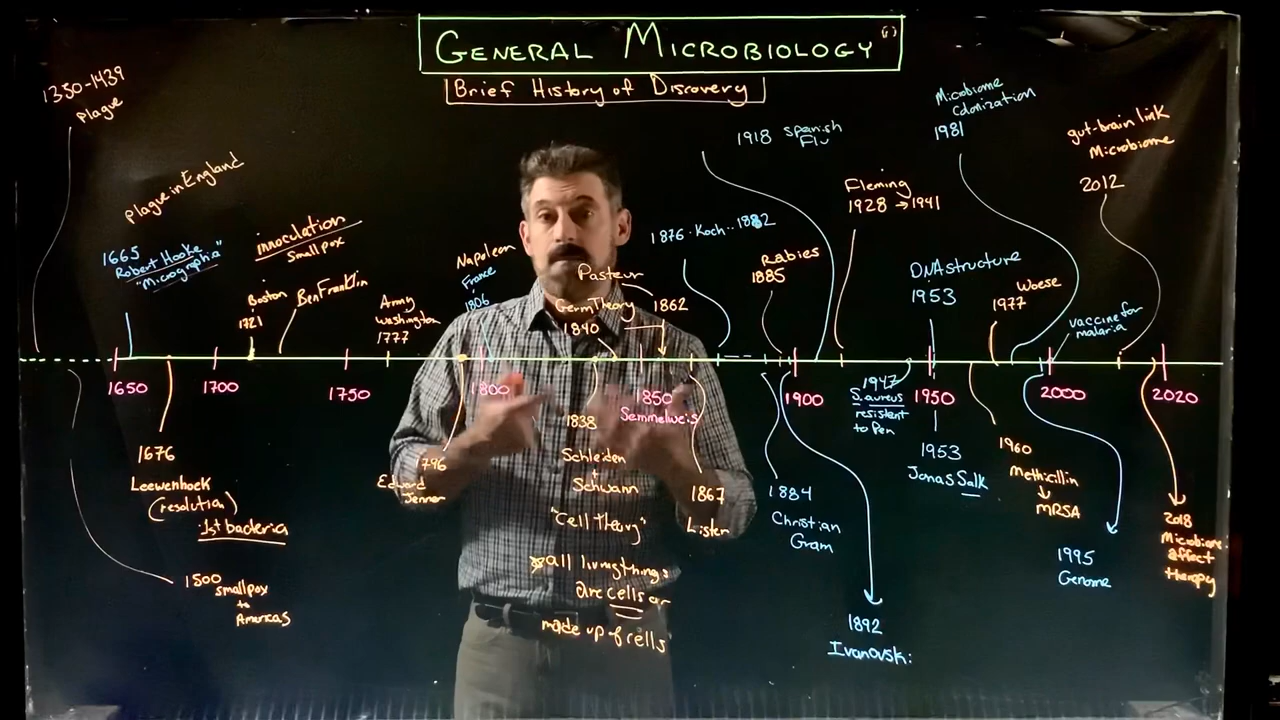 GENERAL MICROBIOLOGY (1)
Brief History of Discovery
1350-1439
Plague
plague in England
1665
Robert Hooke
"Micrographia"
inoculation
Smallpox
Boston
1721
Ben Franklin
Army
Washington
1777
Napoleon
France
1806
Pasteur
1862
Germ Theory
1840
1876 · Koch · · 1882
1918 Spanish
Flu
Rabies
1885
Fleming
1928 → 1941
DNA structure
1953
Microbiome
Colonization
1981
Woese
1977
vaccine for
malaria
gut-brain link
Microbiome
2012
1650
1700
1750
1800
1850
1900
1950
2000
2020
Semmelweis
1676
Leewenhoek
(resolution)
1st bacteria
1500
smallpox
to
Americas
1796
Edward
Jenner
1838
Schleiden
+
Schwann
"Cell Theory"
all living things
are cells or
made up of cells
1867
Lister
1884
Christian
Gram
1892
Ivanovski
1947
S. aureus
resistent
to Pen
1953
Jonas Salk
1960
Methicillin
↓
MRSA
1995
Genome
2018
Microbiome
affect
therapy